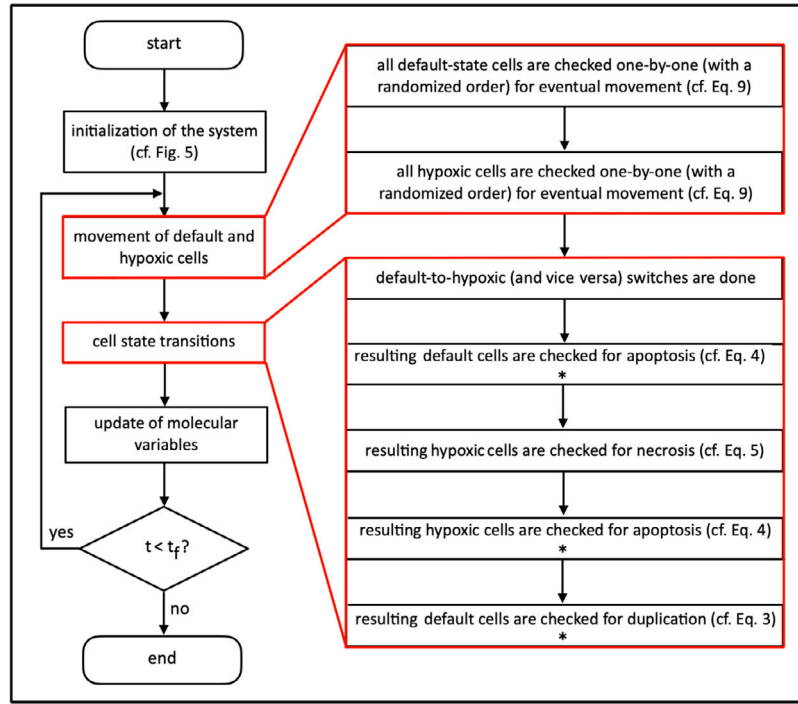 start
initialization of the system
(cf. Fig. 5)
movement of default and
hypoxic cells
cell state transitions
update of molecular
variables
yes
t < tf?
no
end
all default-state cells are checked one-by-one (with
a randomized order) for eventual movement (cf. Eq. 9)
all hypoxic cells are checked one-by-one (with a
randomized order) for eventual movement (cf. Eq. 9)
default-to-hypoxic (and vice versa) switches are done
resulting default cells are checked for apoptosis (cf. Eq. 4)
*
resulting hypoxic cells are checked for necrosis (cf. Eq. 5)
resulting hypoxic cells are checked for apoptosis (cf. Eq. 4)
*
resulting default cells are checked for duplication (cf. Eq. 3)
*